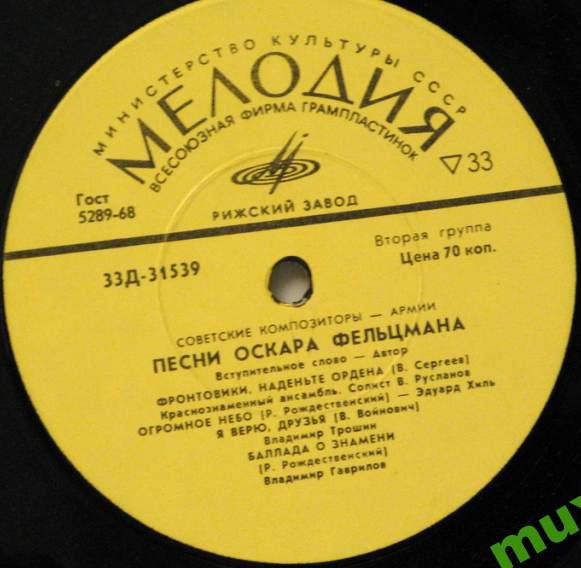 МИНИСТЕРСТВО КУЛЬТУРЫ СССР
МЕЛОДИЯ
ВСЕСОЮЗНАЯ ФИРМА ГРАМПЛАСТИНОК
33
Гост
5289-68
РИЖСКИЙ ЗАВОД
Вторая группа
Цена 70 коп.
33Д-31539
СОВЕТСКИЕ КОМПОЗИТОРЫ — АРМИИ
ПЕСНИ ОСКАРА ФЕЛЬЦМАНА
Вступительное слово — Автор
ФРОНТОВИКИ, НАДЕНЬТЕ ОРДЕНА (В. Сергеев)
Краснознаменный ансамбль. Солист В. Русланов
ОГРОМНОЕ НЕБО (Р. Рождественский) — Эдуард Хиль
Я ВЕРЮ, ДРУЗЬЯ (В. Войнович)
Владимир Трошин
БАЛЛАДА О ЗНАМЕНИ
(Р. Рождественский)
Владимир Гаврилов